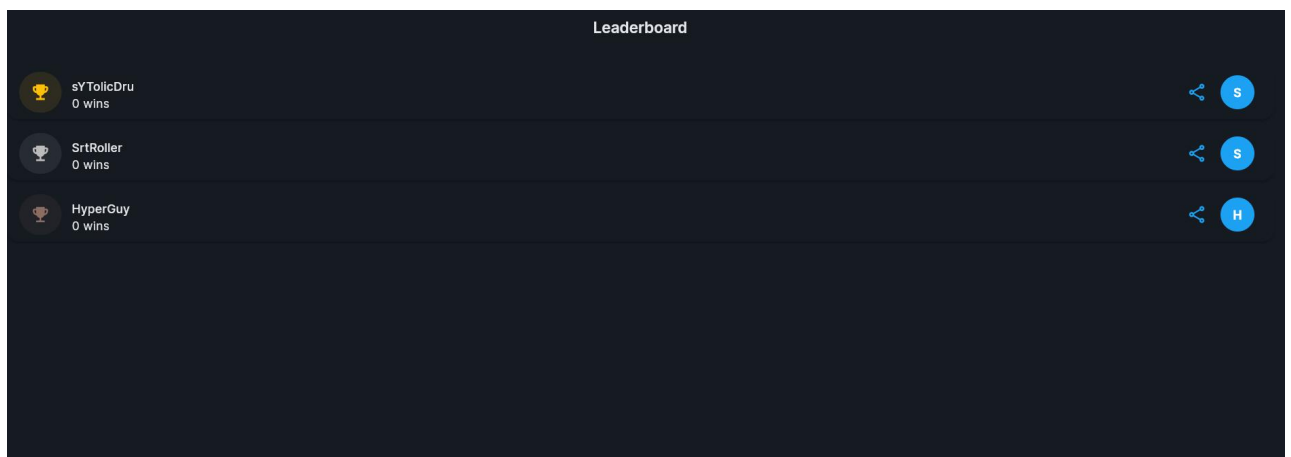 Leaderboard
sYTolicDru
0 wins
S
SrtRoller
0 wins
S
HyperGuy
0 wins
H